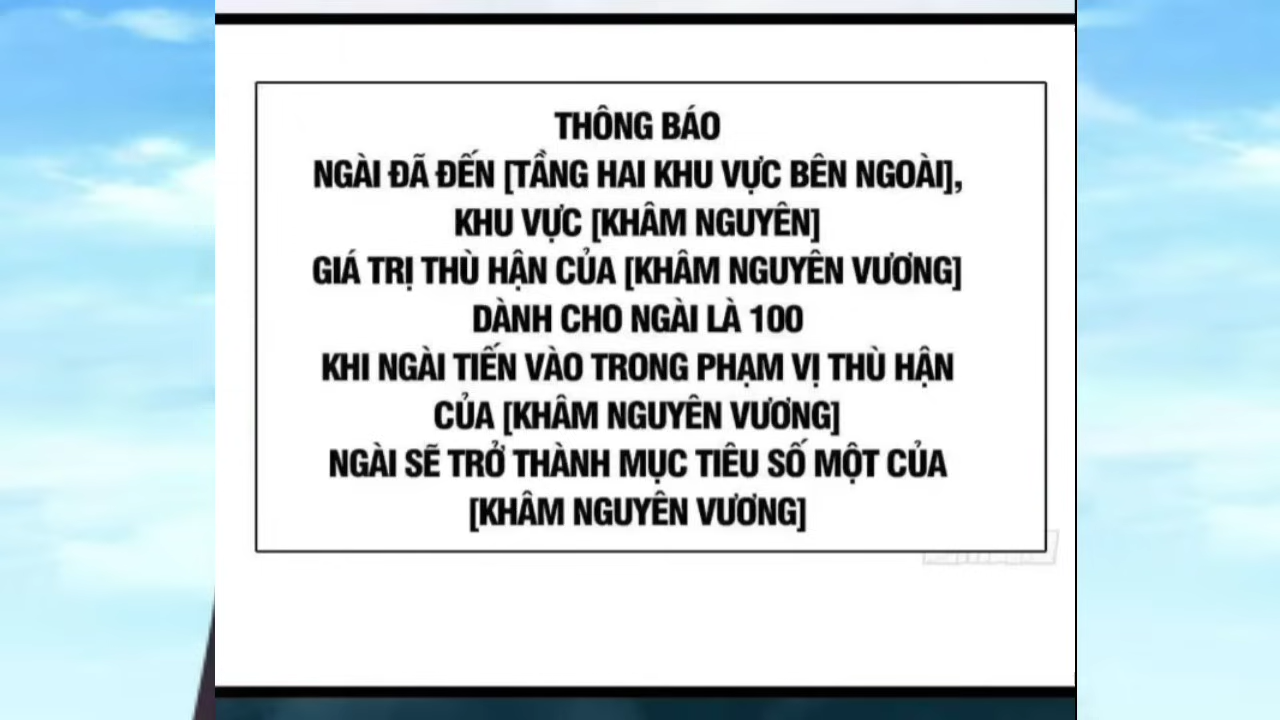 THÔNG BÁO
NGÀI ĐÃ ĐẾN [TẦNG HAI KHU VỰC BÊN NGOÀI],
KHU VỰC [KHÂM NGUYÊN]
GIÁ TRỊ THÙ HẬN CỦA [KHÂM NGUYÊN VƯƠNG]
DÀNH CHO NGÀI LÀ 100
KHI NGÀI TIẾN VÀO TRONG PHẠM VỊ THÙ HẬN
CỦA [KHÂM NGUYÊN VƯƠNG]
NGÀI SẼ TRỞ THÀNH MỤC TIÊU SỐ MỘT CỦA
[KHÂM NGUYÊN VƯƠNG]